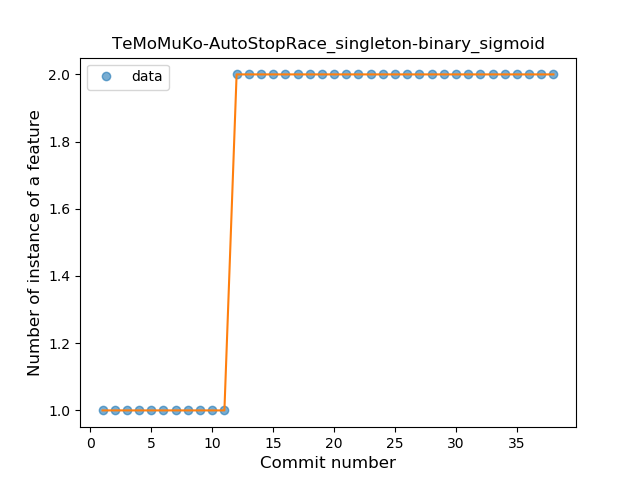 TeMoMuKo-AutoStopRace_singleton-binary_sigmoid
data
Number of instance of a feature
2.0
1.8
1.6
1.4
1.2
1.0
0 5 10 15 20 25 30 35
Commit number